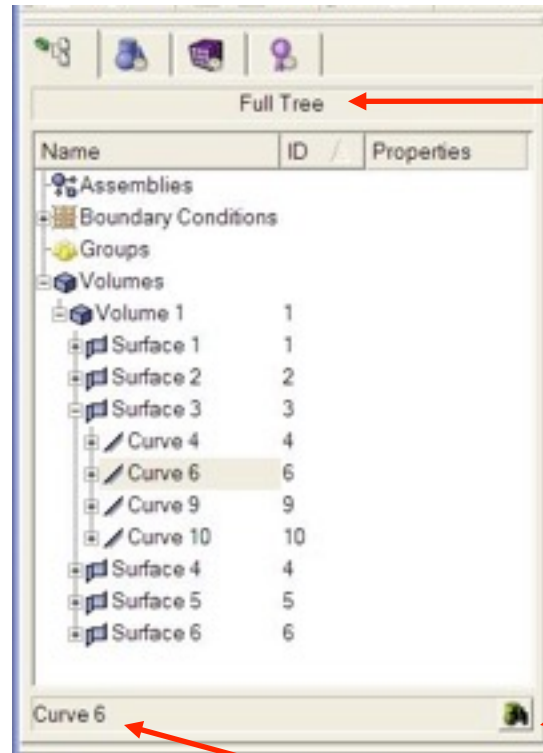 Full Tree
Name ID Properties
Assemblies
Boundary Conditions
Groups
Volumes
Volume 1 1
Surface 1 1
Surface 2 2
Surface 3 3
Curve 4 4
Curve 6 6
Curve 9 9
Curve 10 10
Surface 4 4
Surface 5 5
Surface 6 6
Curve 6